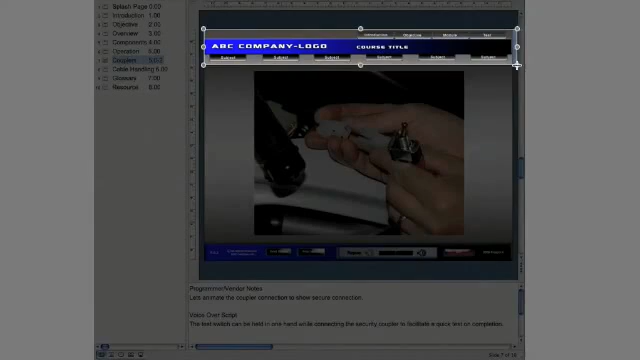 Splash Page 0.00
Introduction 1.00
Objective 2.00
Overview 3.00
Components 4.00
Operation 5.00
Couplers
Cable Handling 6.00
Glossary 7.00
Resource 8.00
Introduction Objective Module Test
ABC COMPANY-LOGO COURSE TITLE
Subject Subject Subject Subject Subject Subject
Programmer/Vendor Notes
Lets animate the coupler connection to show secure connection.
Voice Over Script
The test switch can be held in one hand while connecting the security coupler to facilitate a quick test on completion.